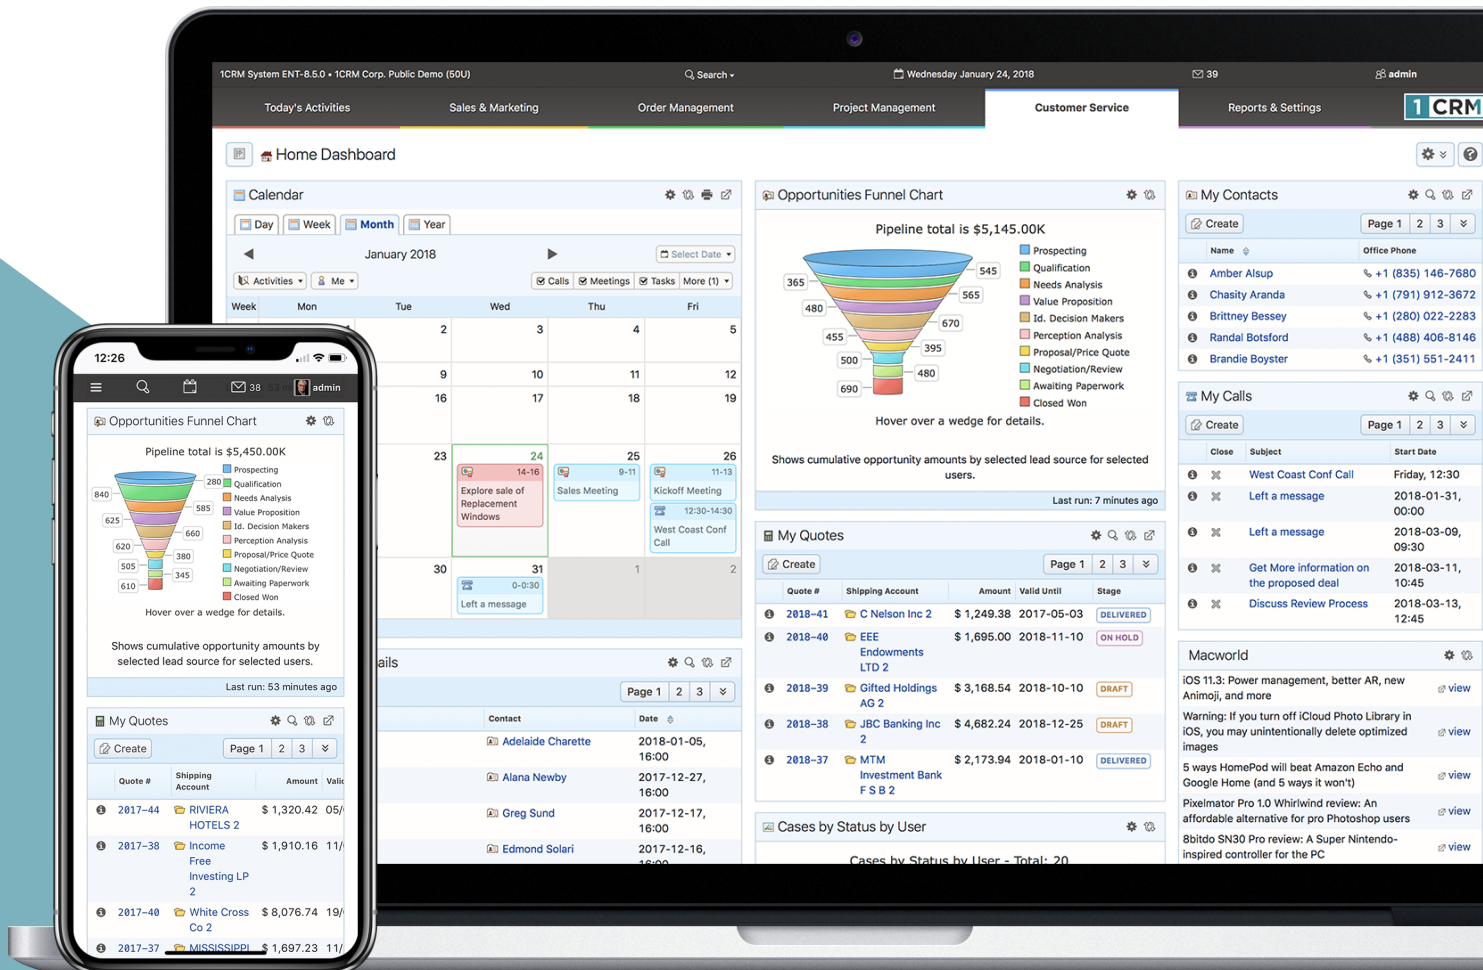 1CRM System ENT-8.5.0 • 1CRM Corp. Public Demo (50U)
Search
Wednesday January 24, 2018
39
admin
Today's Activities
Sales & Marketing
Order Management
Project Management
Customer Service
Reports & Settings
1 CRM
Home Dashboard
Calendar
Day
Week
Month
Year
January 2018
Select Date
Activities
Me
Calls
Meetings
Tasks
More (1)
Week Mon Tue Wed Thu Fri
2 3 4 5
9 10 11 12
16 17 18 19
23 24 25 26
14-16
Explore sale of
Replacement
Windows
9-11
Sales Meeting
11-13
Kickoff Meeting
12:30-14:30
West Coast Conf
Call
30 31 1 2
0-0:30
Left a message
ails
Page 1 2 3
Contact Date
Adelaide Charette 2018-01-05,
16:00
Alana Newby 2017-12-27,
16:00
Greg Sund 2017-12-17,
16:00
Edmond Solari 2017-12-16,
16:00
Opportunities Funnel Chart
Pipeline total is $5,145.00K
545
365
565
480
670
455
395
500
480
690
Prospecting
Qualification
Needs Analysis
Value Proposition
Id. Decision Makers
Perception Analysis
Proposal/Price Quote
Negotiation/Review
Awaiting Paperwork
Closed Won
Hover over a wedge for details.
Shows cumulative opportunity amounts by selected lead source for selected
users.
Last run: 7 minutes ago
My Quotes
Create
Page 1 2 3
Quote # Shipping Account Amount Valid Until Stage
2018-41 C Nelson Inc 2 $ 1,249.38 2017-05-03 DELIVERED
2018-40 EEE $ 1,695.00 2018-11-10 ON HOLD
Endowments
LTD 2
2018-39 Gifted Holdings $ 3,168.54 2018-10-10 DRAFT
AG 2
2018-38 JBC Banking Inc $ 4,682.24 2018-12-25 DRAFT
2
2018-37 MTM $ 2,173.94 2018-01-10 DELIVERED
Investment Bank
F S B 2
Cases by Status by User
Cases by Status by User - Total: 20
My Contacts
Create
Page 1 2 3
Name Office Phone
Amber Alsup +1 (835) 146-7680
Chasity Aranda +1 (791) 912-3672
Brittney Bessey +1 (280) 022-2283
Randal Botsford +1 (488) 406-8146
Brandie Boyster +1 (351) 551-2411
My Calls
Create
Page 1 2 3
Close Subject Start Date
West Coast Conf Call Friday, 12:30
Left a message 2018-01-31,
00:00
Left a message 2018-03-09,
09:30
Get More information on 2018-03-11,
the proposed deal 10:45
Discuss Review Process 2018-03-13,
12:45
Macworld
iOS 11.3: Power management, better AR, new
Animoji, and more
view
Warning: If you turn off iCloud Photo Library in
iOS, you may unintentionally delete optimized
images
view
5 ways HomePod will beat Amazon Echo and
Google Home (and 5 ways it won't)
view
Pixelmator Pro 1.0 Whirlwind review: An
affordable alternative for pro Photoshop users
view
8bitdo SN30 Pro review: A Super Nintendo-
inspired controller for the PC
view
12:26
38
admin
Opportunities Funnel Chart
Pipeline total is $5,450.00K
280
840
585
625
660
620
380
505
345
610
Prospecting
Qualification
Needs Analysis
Value Proposition
Id. Decision Makers
Perception Analysis
Proposal/Price Quote
Negotiation/Review
Awaiting Paperwork
Closed Won
Hover over a wedge for details.
Shows cumulative opportunity amounts by
selected lead source for selected users.
Last run: 53 minutes ago
My Quotes
Create
Page 1 2 3
Quote # Shipping Amount Valid
Account
2017-44 RIVIERA $ 1,320.42 05/
HOTELS 2
2017-38 Income $ 1,910.16 11/
Free
Investing LP
2
2017-40 White Cross $ 8,076.74 19/
Co 2
2017-37 MISSISSIPPI $ 1,697.23 11/